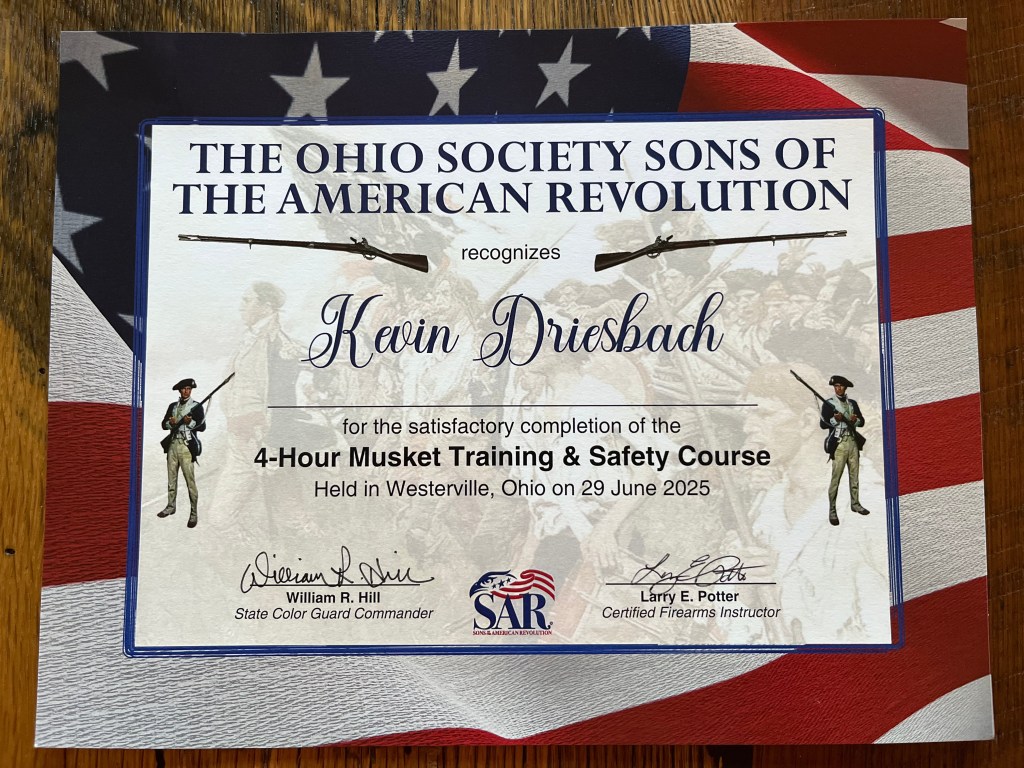 THE OHIO SOCIETY SONS OF
THE AMERICAN REVOLUTION
recognizes
Kevin Driesbach
for the satisfactory completion of the
4-Hour Musket Training & Safety Course
Held in Westerville, Ohio on 29 June 2025
William R. Hill
William R. Hill
State Color Guard Commander
SAR
SONS OF THE AMERICAN REVOLUTION
Larry E. Potter
Certified Firearms Instructor